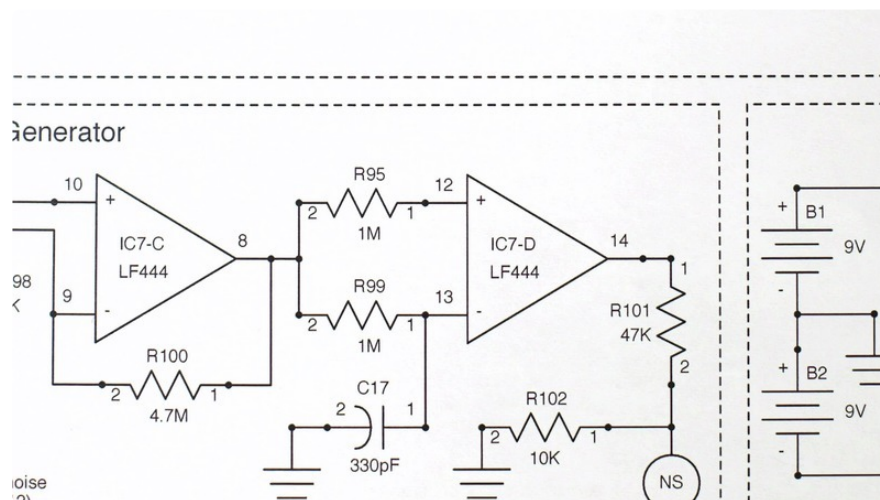 Generator
10
+
IC7-C
LF444
8
9
-
98
K
R100
2
1
4.7M
R95
2
1
1M
R99
2
1
1M
12
+
13
-
IC7-D
LF444
14
C17
2
1
330pF
1
R101
47K
2
R102
2
1
10K
NS
+
B1
9V
-
+
B2
9V
-
oise
2)